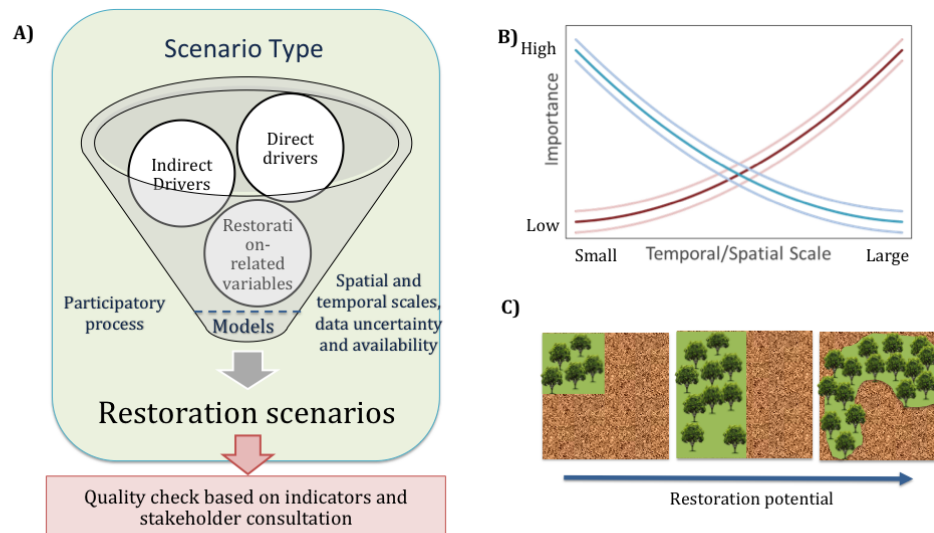 A)
Scenario Type
Direct
drivers
Indirect
Drivers
Restorati
on-
related
variables
Participatory
process
Spatial and
temporal scales,
data uncertainty
and availability
Models
Restoration scenarios
Quality check based on indicators and
stakeholder consultation
B)
High
Importance
Low
Small
Temporal/Spatial Scale
Large
C)
Restoration potential